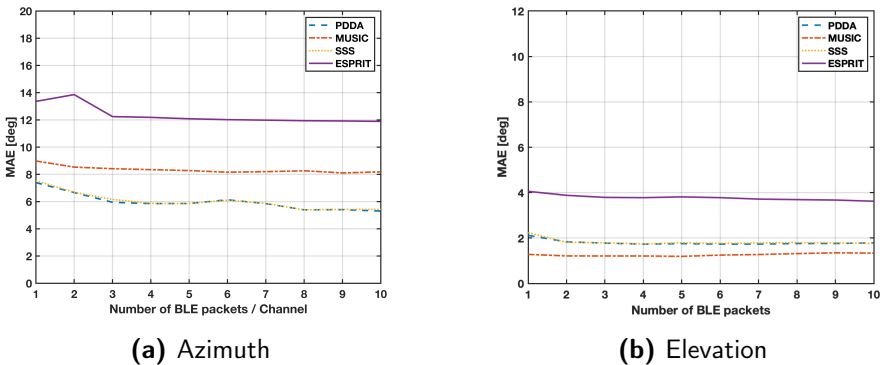 20
18
16
14
12
10
8
6
4
2
0
MAE [deg]
PDDA
MUSIC
SSS
ESPRIT
1 2 3 4 5 6 7 8 9 10
Number of BLE packets / Channel
(a) Azimuth
12
10
8
6
4
2
0
MAE [deg]
PDDA
MUSIC
SSS
ESPRIT
1 2 3 4 5 6 7 8 9 10
Number of BLE packets
(b) Elevation